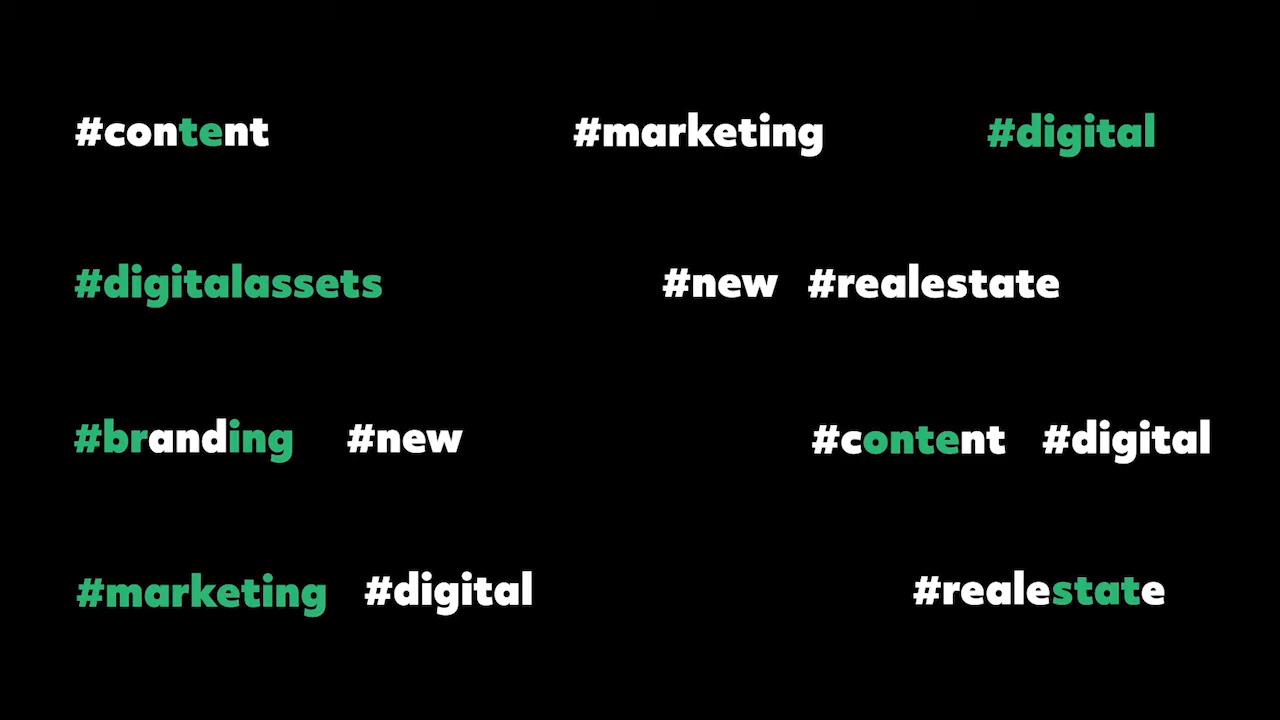 #content #marketing #digital
#digitalassets #new #realestate
#branding #new #content #digital
#marketing #digital #realestate